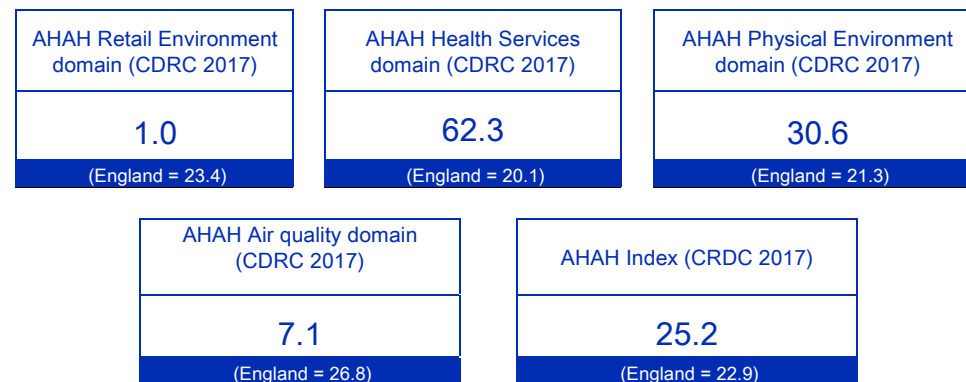 AHAH Retail Environment
domain (CDRC 2017)
1.0
(England = 23.4)
AHAH Health Services
domain (CDRC 2017)
62.3
(England = 20.1)
AHAH Physical Environment
domain (CDRC 2017)
30.6
(England = 21.3)
AHAH Air quality domain
(CDRC 2017)
7.1
(England = 26.8)
AHAH Index (CRDC 2017)
25.2
(England = 22.9)